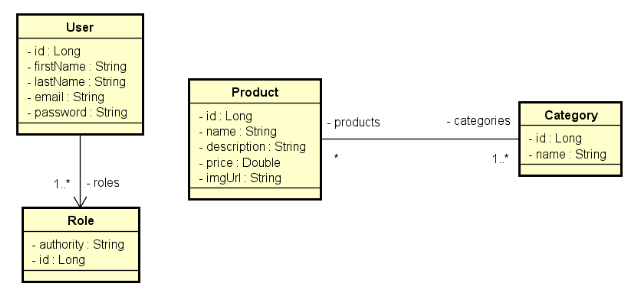 User
- id : Long
- firstName : String
- lastName : String
- email : String
- password : String
1..*
- roles
Role
- authority : String
- id : Long
Product
- id : Long
- name : String
- description : String
- price : Double
- imgUrl : String
- products
*
- categories
1..*
Category
- id : Long
- name : String